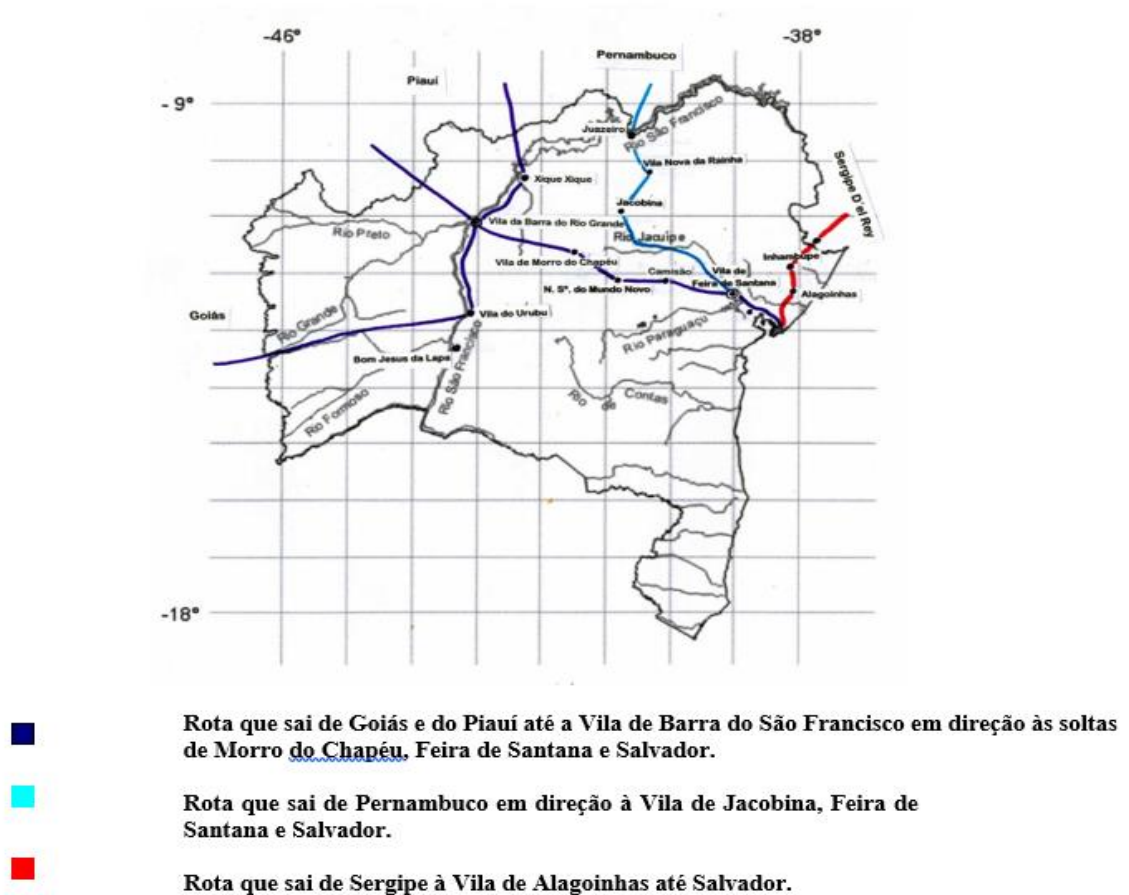 -46°
-38°
Pernambuco
Piauí
- 9°
Juazeiro
Rio São Francisco
Sergipe D´el Rey
Vila Nova da Rainha
Xique Xique
Jacobina
Vila da Barra do Rio Grande
Rio Preto
Rio Jacuipe
Inhambupe
Vila de Morro do Chapéu
Camisão
Vila de
Feira de Santana
N. Sª. do Mundo Novo
Alagoinhas
Goiás
Rio Grande
Vila do Urubu
Rio Paraguaçu
Bom Jesus da Lapa
Rio São Francisco
Rio de Contas
Rio Formoso
-18°
Rota que sai de Goiás e do Piauí até a Vila de Barra do São Francisco em direção às soltas
de Morro do Chapéu, Feira de Santana e Salvador.
Rota que sai de Pernambuco em direção à Vila de Jacobina, Feira de
Santana e Salvador.
Rota que sai de Sergipe à Vila de Alagoinhas até Salvador.